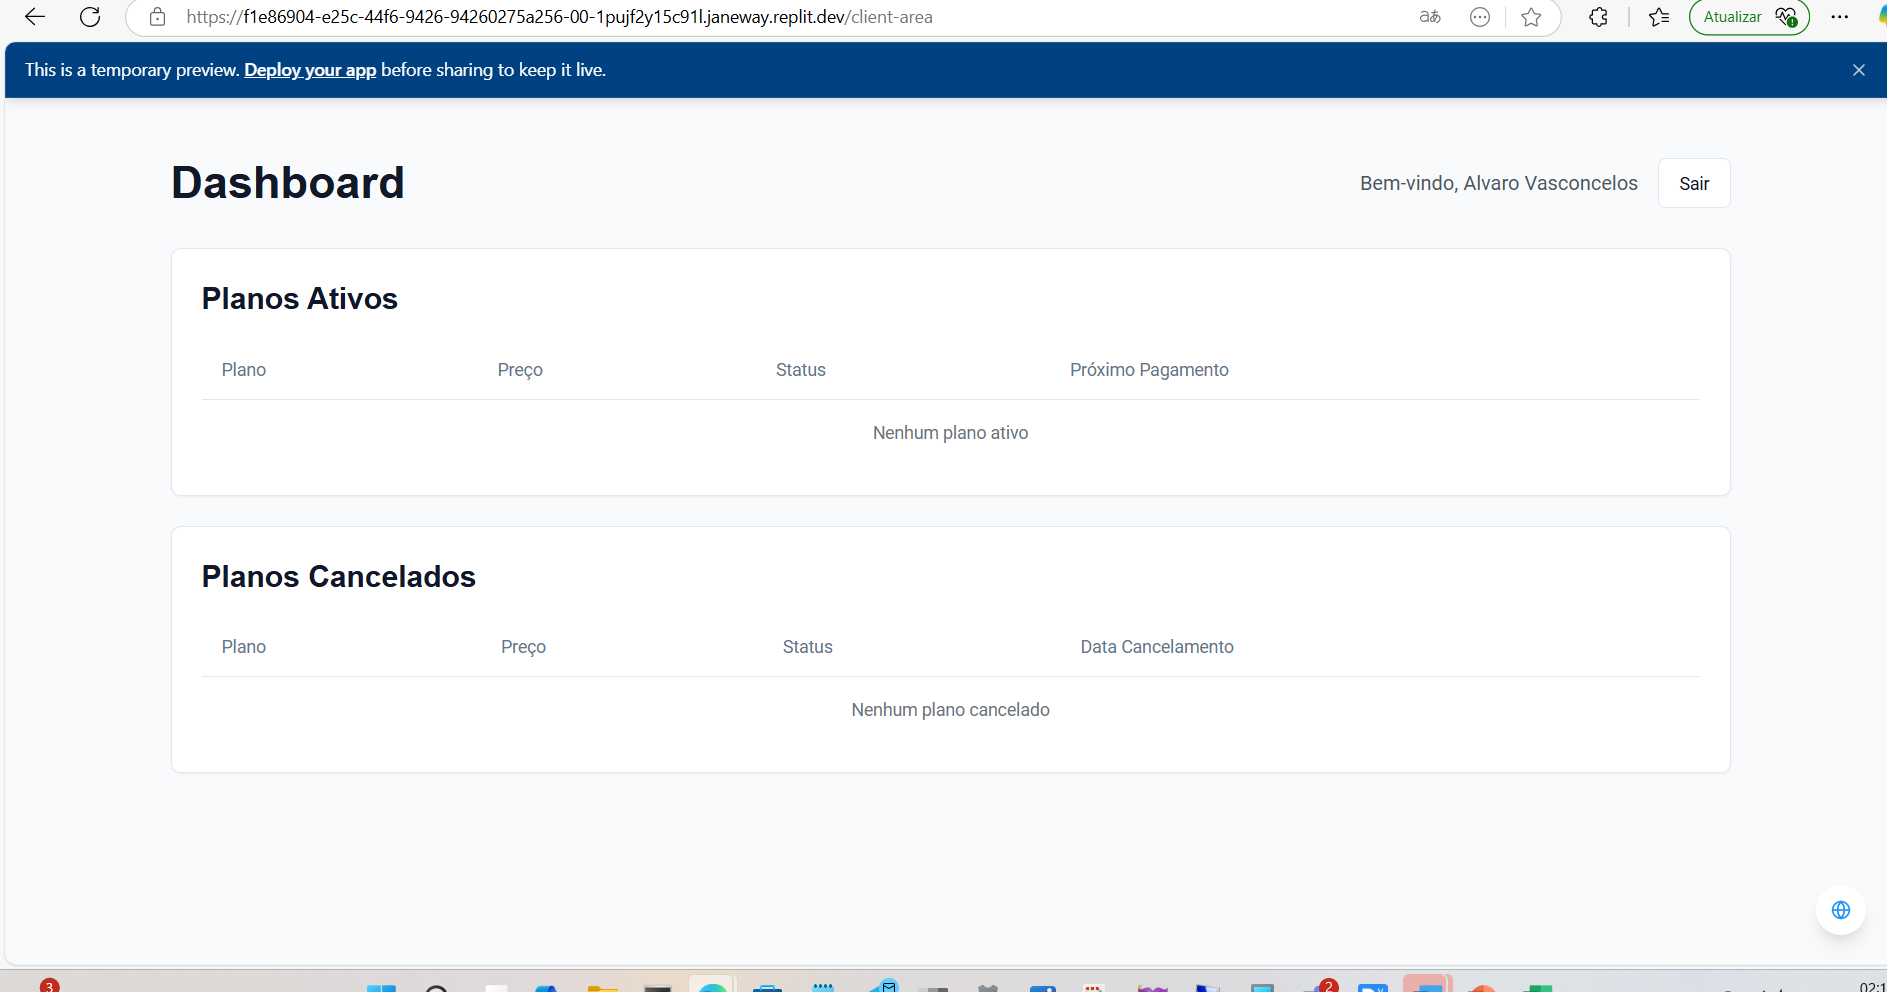 https://f1e86904-e25c-44f6-9426-94260275a256-00-1pujf2y15c91l.janeway.replit.dev/client-area
aあ
Atualizar
This is a temporary preview. Deploy your app before sharing to keep it live.
Dashboard
Bem-vindo, Alvaro Vasconcelos
Sair
Planos Ativos
Plano Preço Status Próximo Pagamento
Nenhum plano ativo
Planos Cancelados
Plano Preço Status Data Cancelamento
Nenhum plano cancelado
3
2